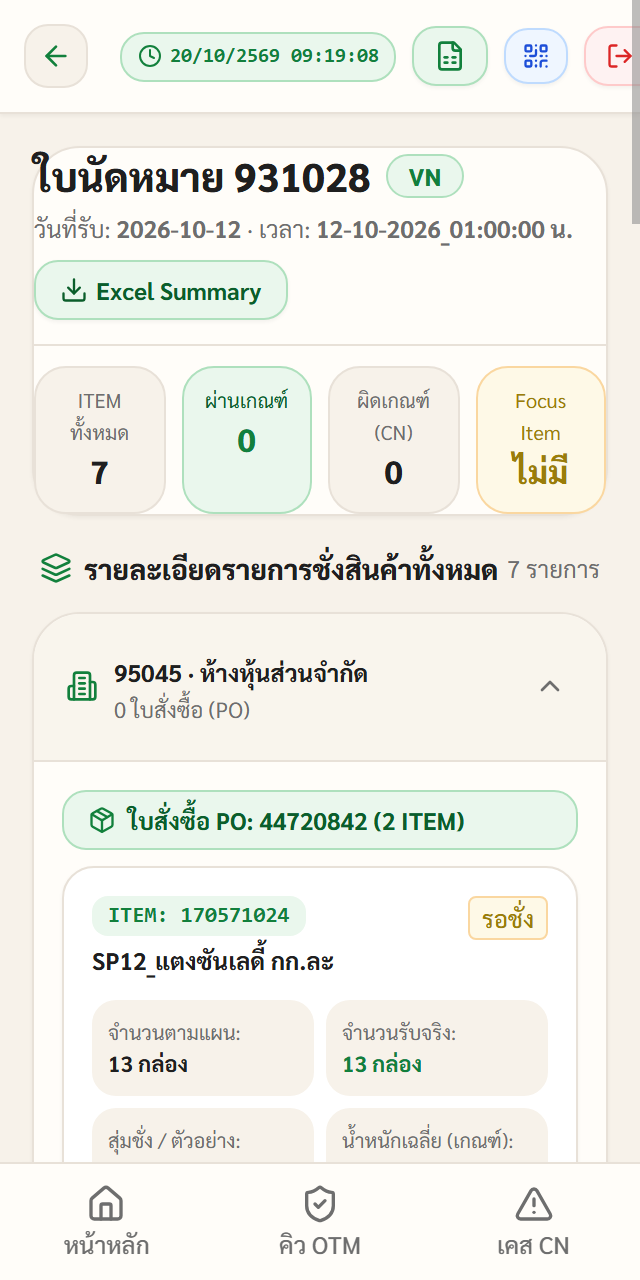 20/10/2569 09:19:08
ใบนัดหมาย 931028 VN
วันที่รับ: 2026-10-12 · เวลา: 12-10-2026_01:00:00 น.
Excel Summary
ITEM ทั้งหมด
7
ผ่านเกณฑ์
0
ผิดเกณฑ์ (CN)
0
Focus Item
ไม่มี
รายละเอียดรายการชั่งสินค้าทั้งหมด 7 รายการ
95045 · ห้างหุ้นส่วนจำกัด
0 ใบสั่งซื้อ (PO)
ใบสั่งซื้อ PO: 44720842 (2 ITEM)
ITEM: 170571024 รอชั่ง
SP12_แตงซันเลดี้ กก.ละ
จำนวนตามแผน:
13 กล่อง
จำนวนรับจริง:
13 กล่อง
สุ่มชั่ง / ตัวอย่าง:
น้ำหนักเฉลี่ย (เกณฑ์):
หน้าหลัก
คิว OTM
เคส CN